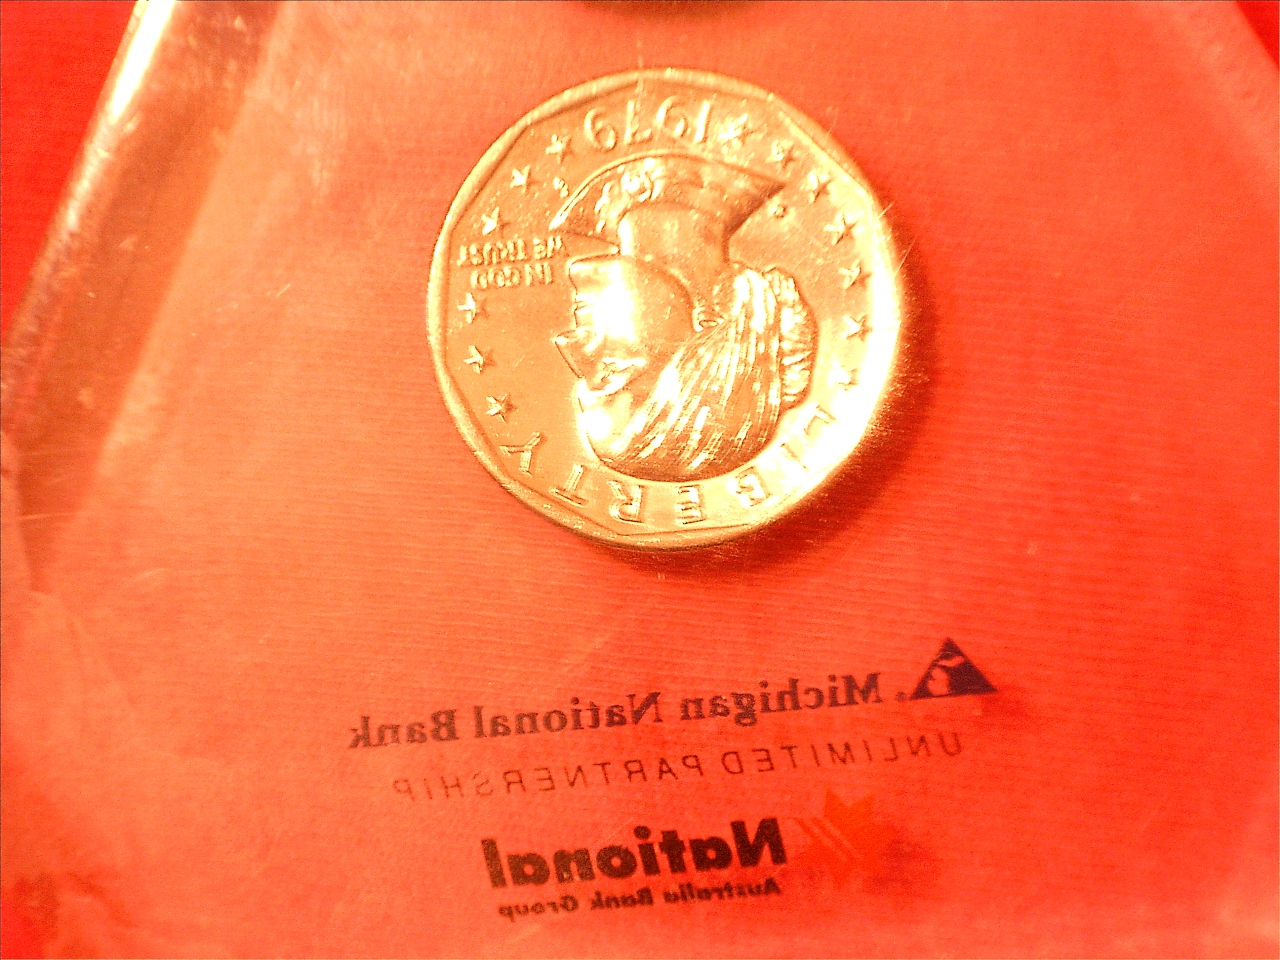 1979
IN GOD
WE TRUST
LIBERTY
Michigan National Bank
UNLIMITED PARTNERSHIP
National
Australia Bank Group